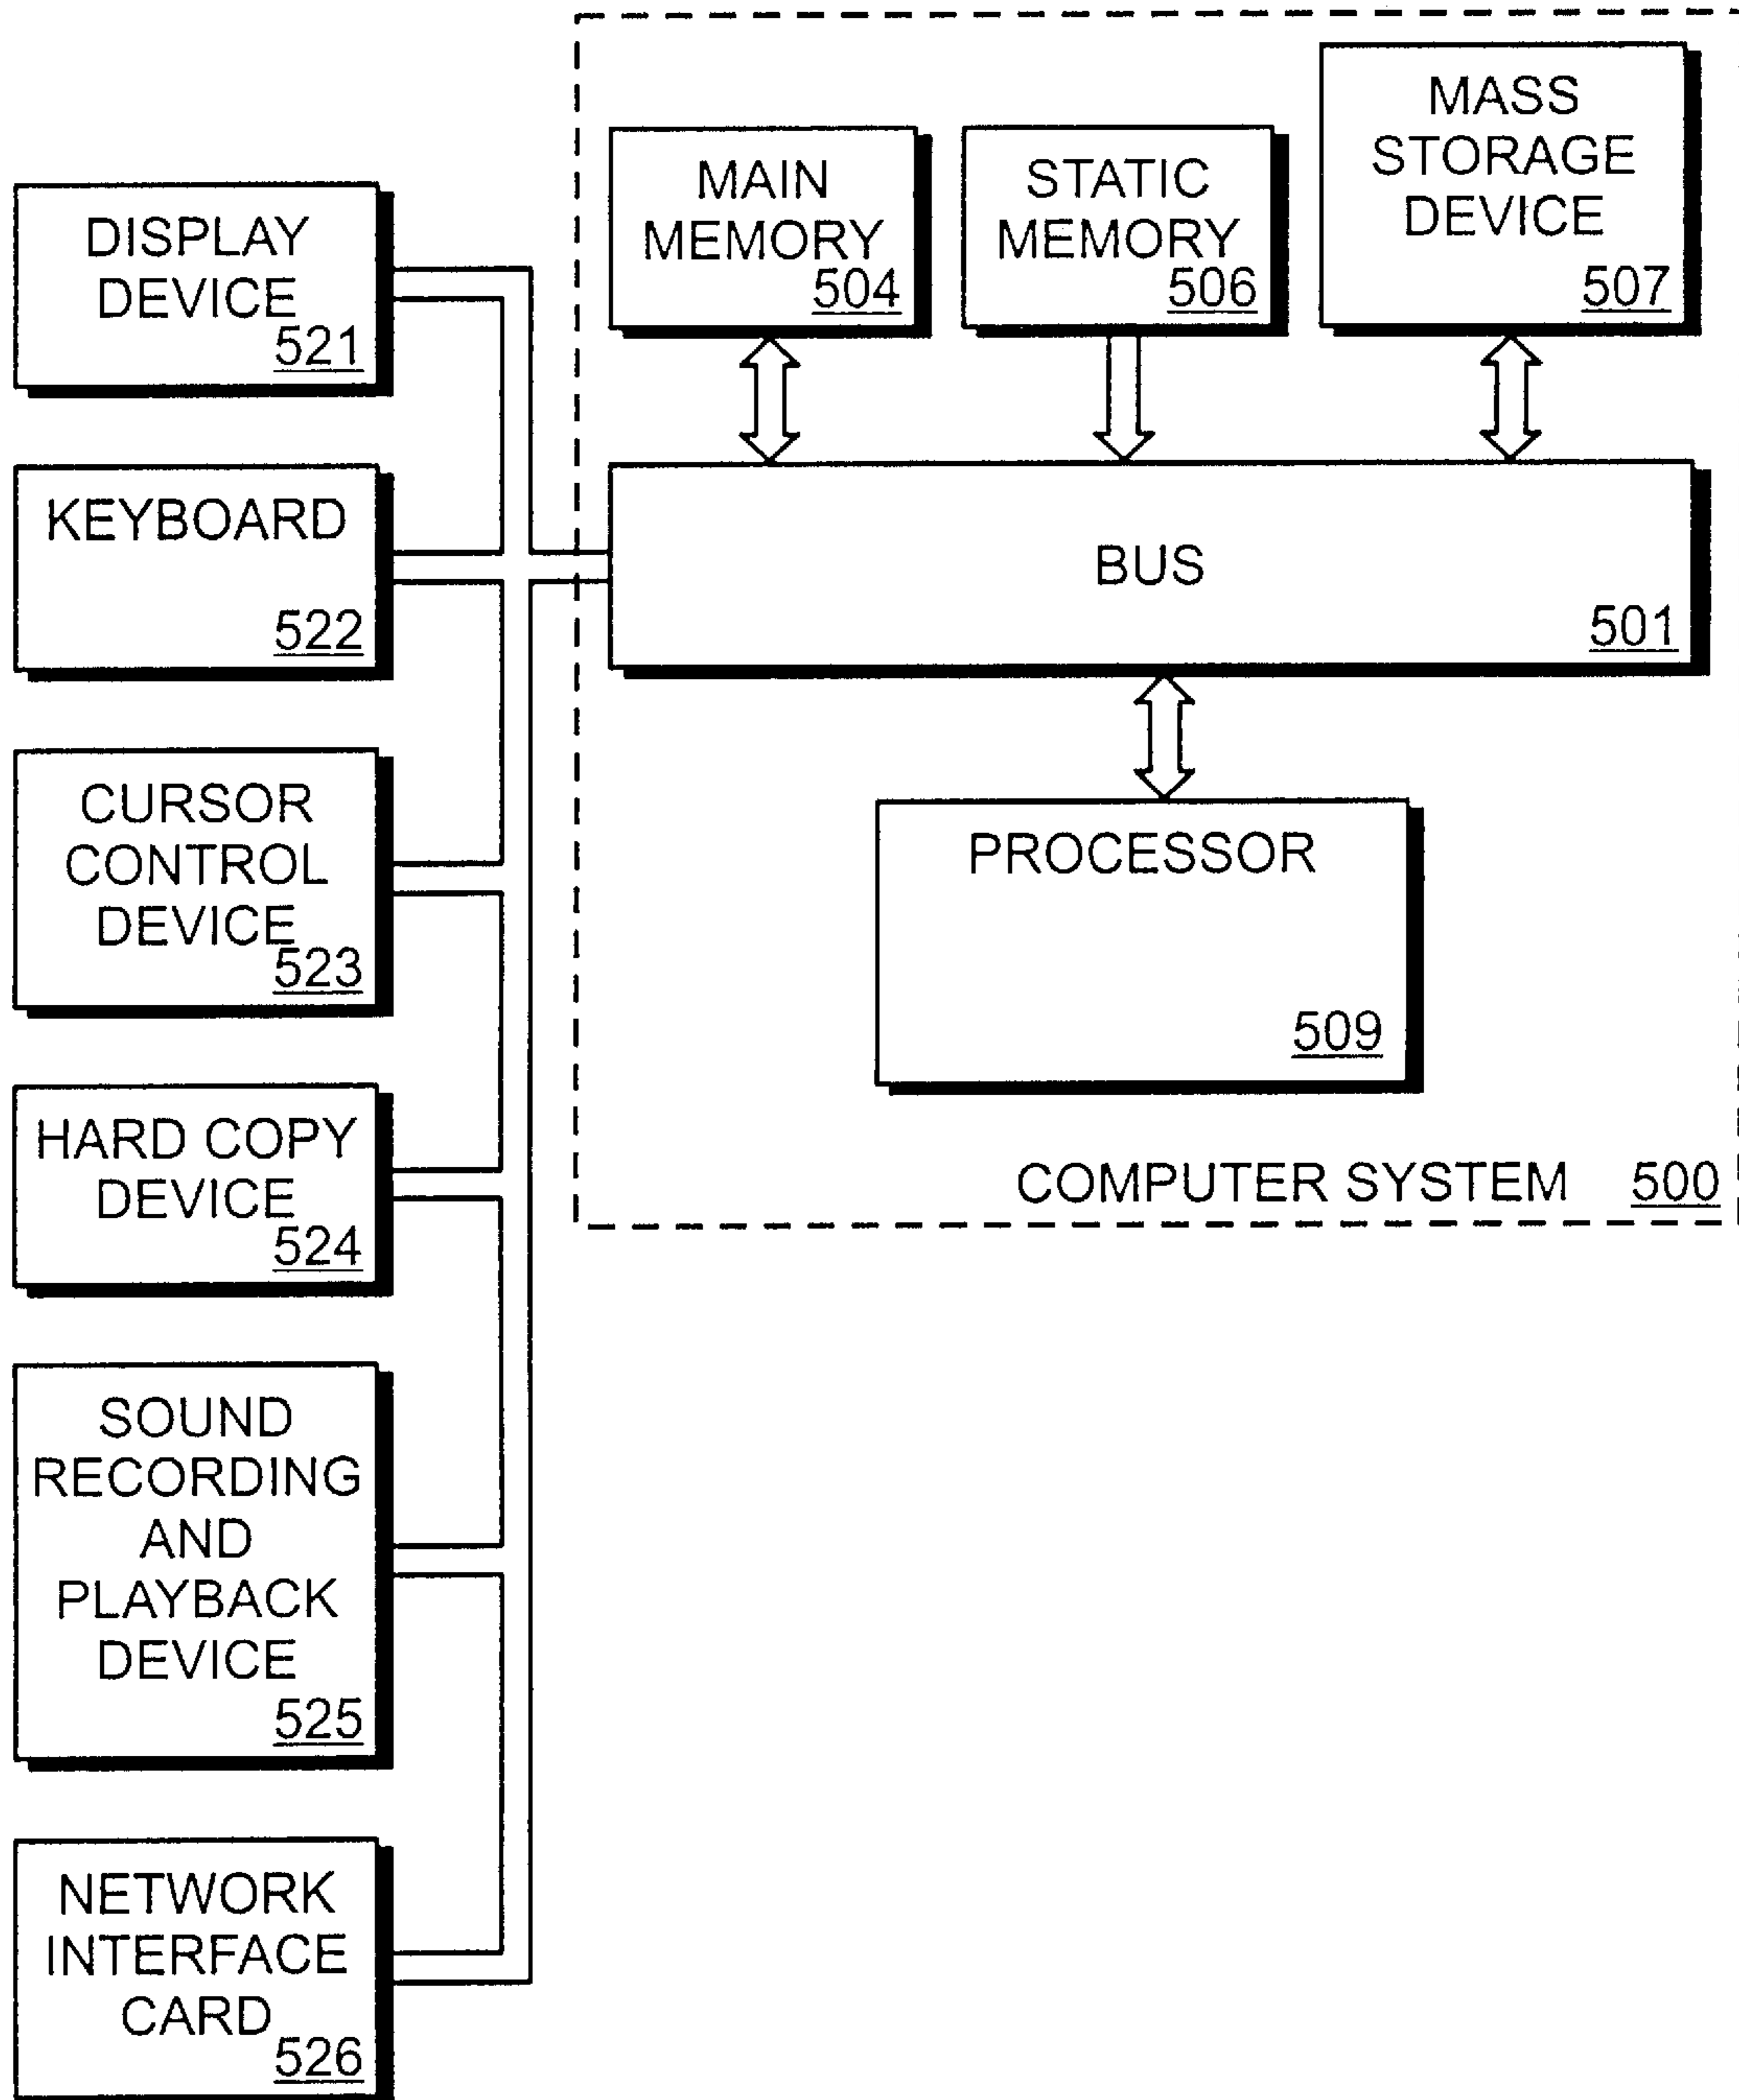 DISPLAY
DEVICE
521
KEYBOARD
522
CURSOR
CONTROL
DEVICE
523
HARD COPY
DEVICE
524
SOUND
RECORDING
AND
PLAYBACK
DEVICE
525
NETWORK
INTERFACE
CARD
526
MAIN
MEMORY
504
STATIC
MEMORY
506
MASS
STORAGE
DEVICE
507
BUS
501
PROCESSOR
509
COMPUTER SYSTEM 500